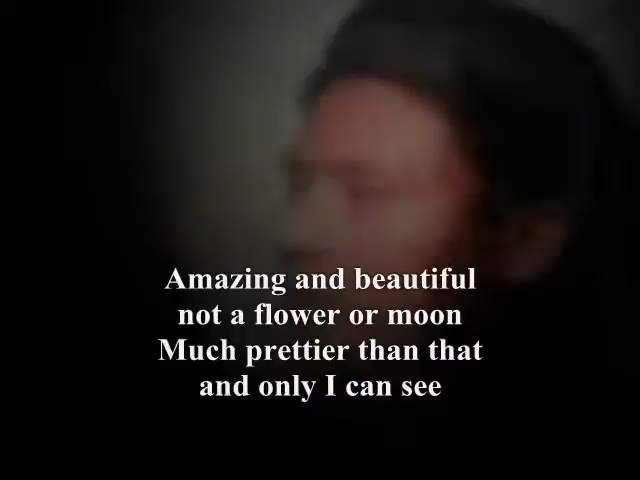 Amazing and beautiful
not a flower or moon
Much prettier than that
and only I can see